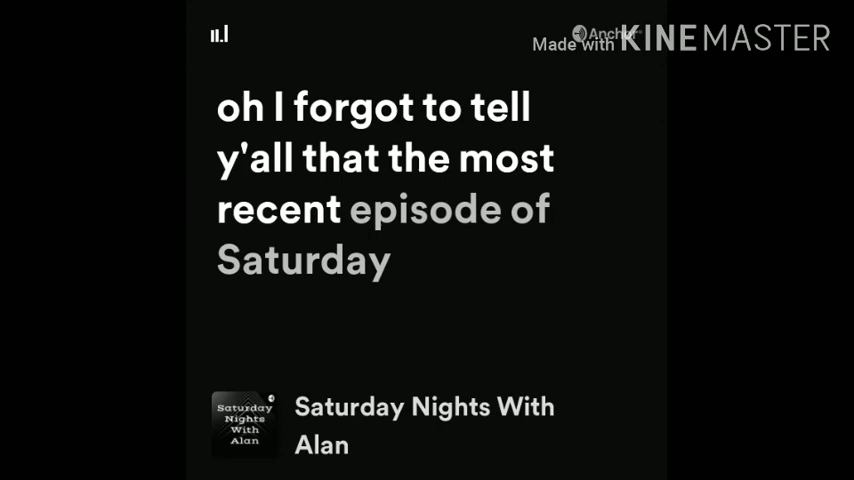 Anchor
Made with KINEMASTER
oh I forgot to tell
y'all that the most
recent episode of
Saturday
Saturday
Nights
With
Alan
Saturday Nights With
Alan